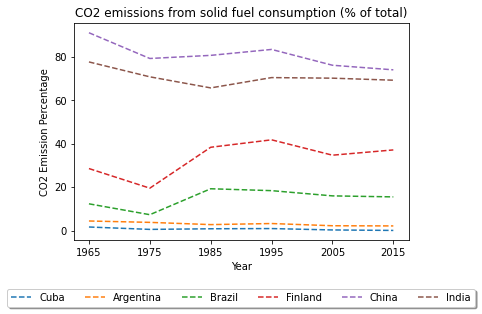 CO2 emissions from solid fuel consumption (% of total)
CO2 Emission Percentage
80
60
40
20
0
1965 1975 1985 1995 2005 2015
Year
Cuba Argentina Brazil Finland China India